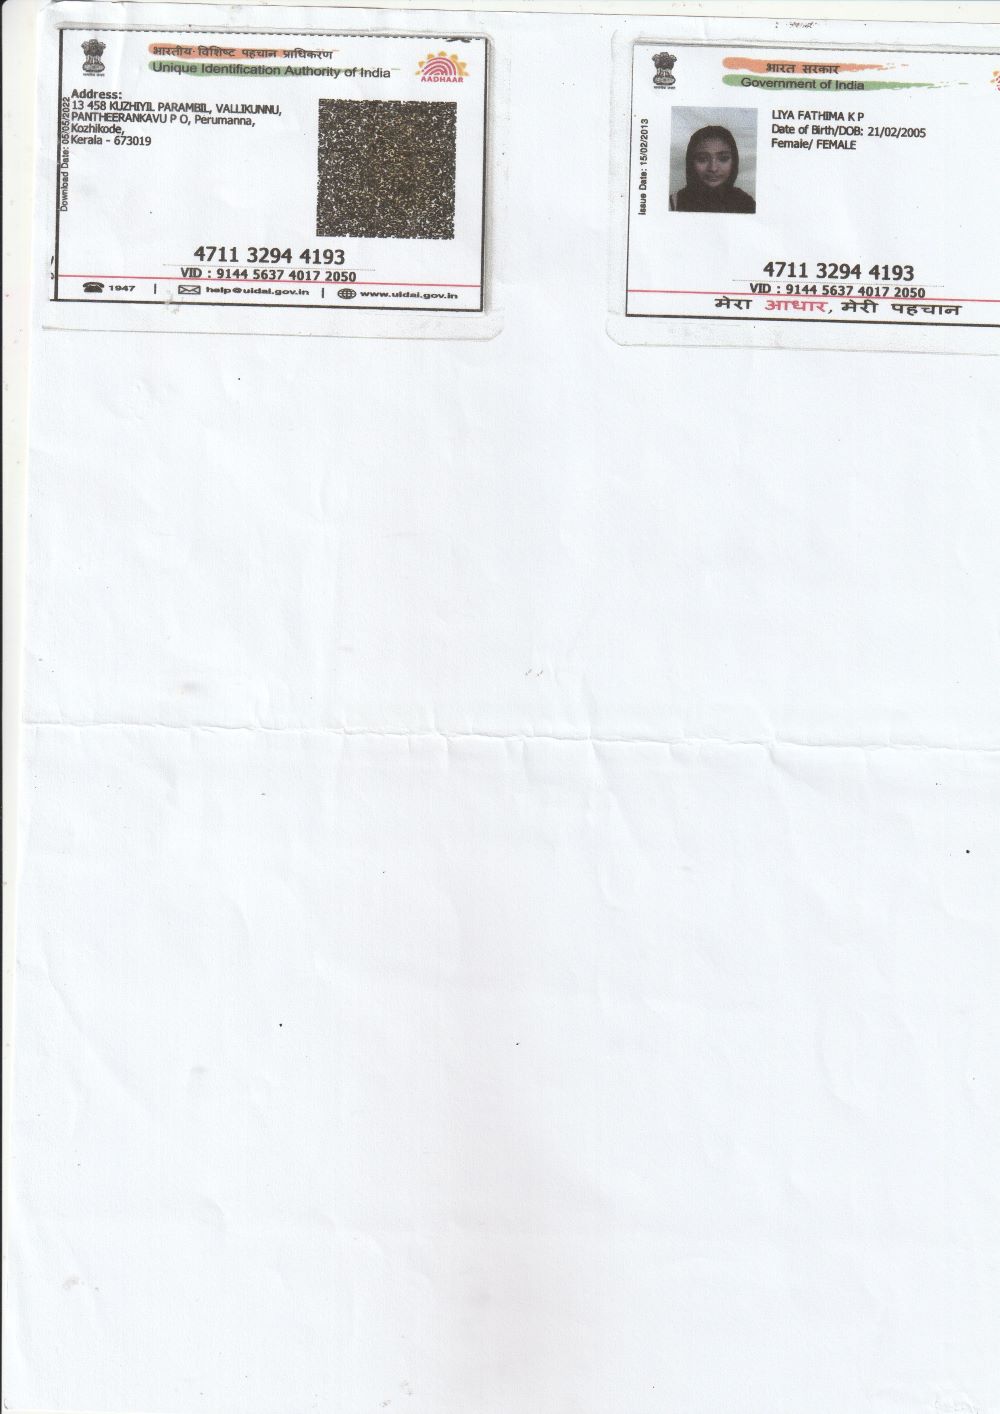 भारतीय विशिष्ट पहचान प्राधिकरण
Unique Identification Authority of India
AADHAAR
Address:
13 458 KUZHIYIL PARAMBIL, VALLIKUNNU,
PANTHEERANKAVU P O, Perumanna,
Kozhikode,
Kerala - 673019
Download Date: 05/05/2022
4711 3294 4193
VID : 9144 5637 4017 2050
1947 | help@uidai.gov.in | www.uidai.gov.in
भारत सरकार
Government of India
Issue Date: 15/02/2013
LIYA FATHIMA K P
Date of Birth/DOB: 21/02/2005
Female/ FEMALE
4711 3294 4193
VID : 9144 5637 4017 2050
मेरा आधार, मेरी पहचान